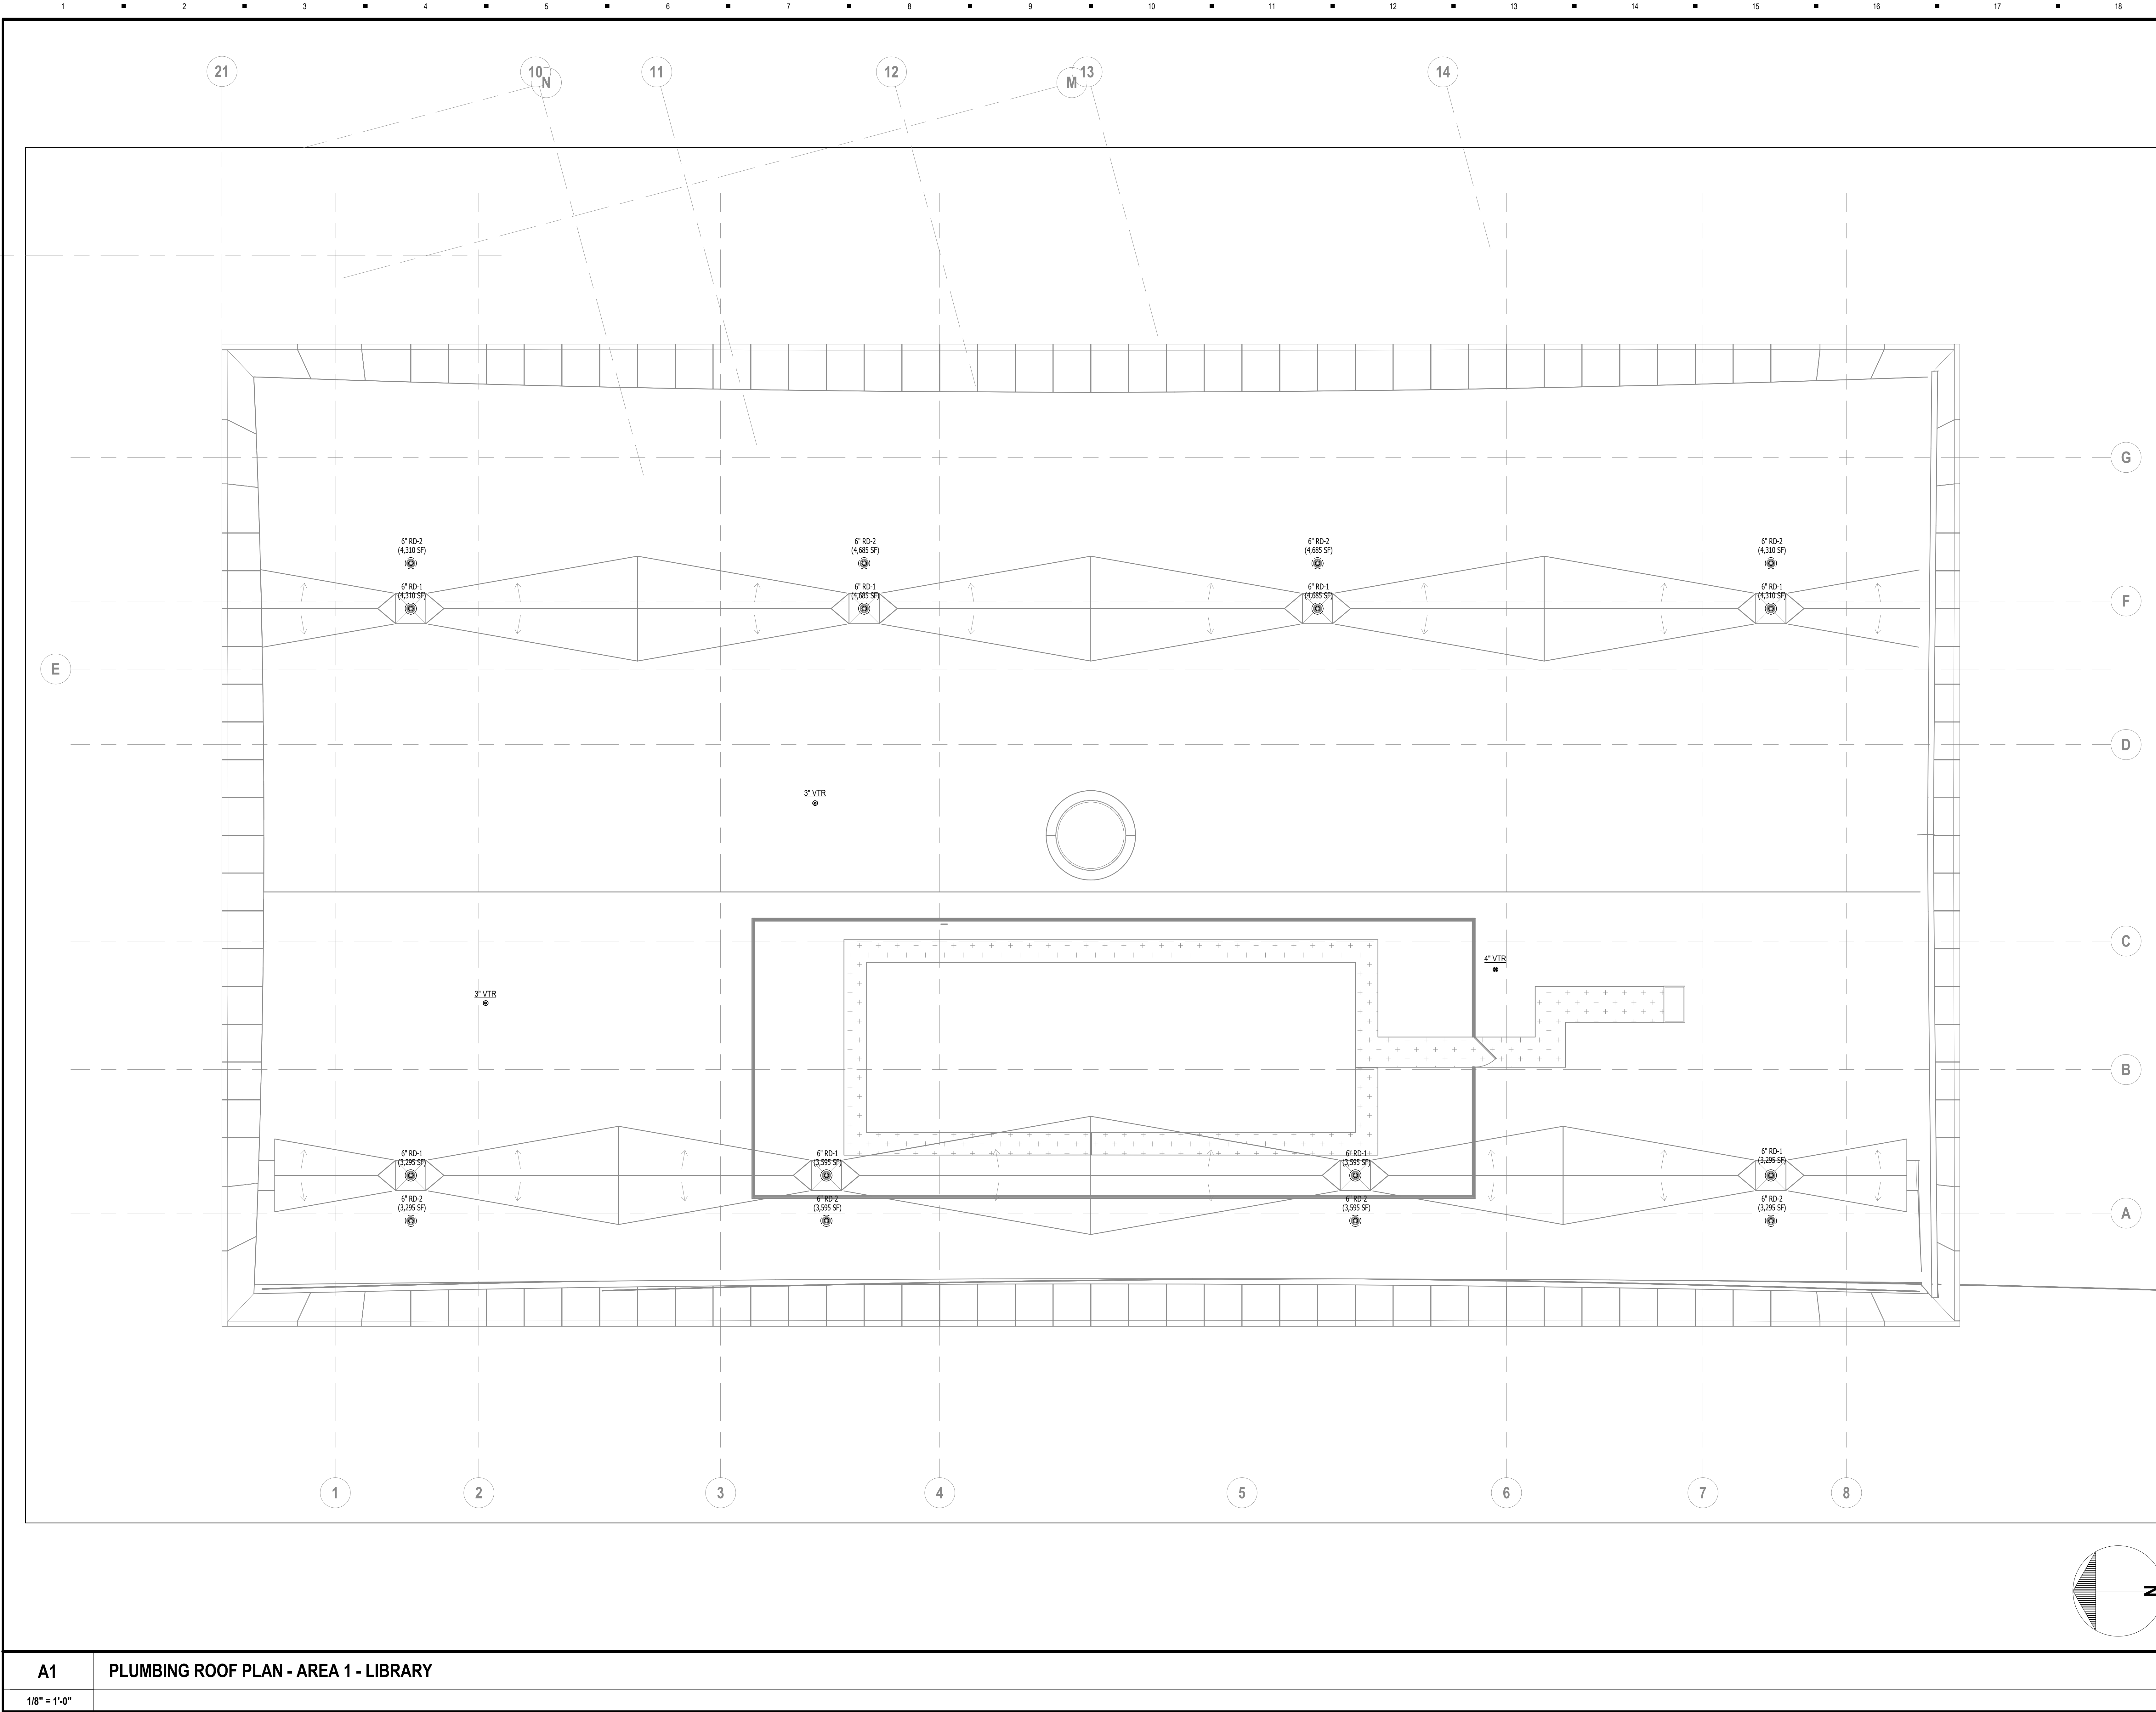 1 2 3 4 5 6 7 8 9 10 11 12 13 14 15 16 17 18
21 10 N 11 12 M 13 14
G
6" RD-2 6" RD-2 6" RD-2 6" RD-2
(4,310 SF) (4,685 SF) (4,685 SF) (4,310 SF)
6" RD-1 6" RD-1 6" RD-1 6" RD-1
(4,310 SF) (4,685 SF) (4,685 SF) (4,310 SF)
F
E
D
3" VTR
C
4" VTR
3" VTR
B
6" RD-1 6" RD-1 6" RD-1 6" RD-1
(3,295 SF) (3,595 SF) (3,595 SF) (3,295 SF)
6" RD-2 6" RD-2 6" RD-2 6" RD-2
(3,295 SF) (3,595 SF) (3,595 SF) (3,295 SF)
A
1 2 3 4 5 6 7 8
N
A1 PLUMBING ROOF PLAN - AREA 1 - LIBRARY
1/8" = 1'-0"